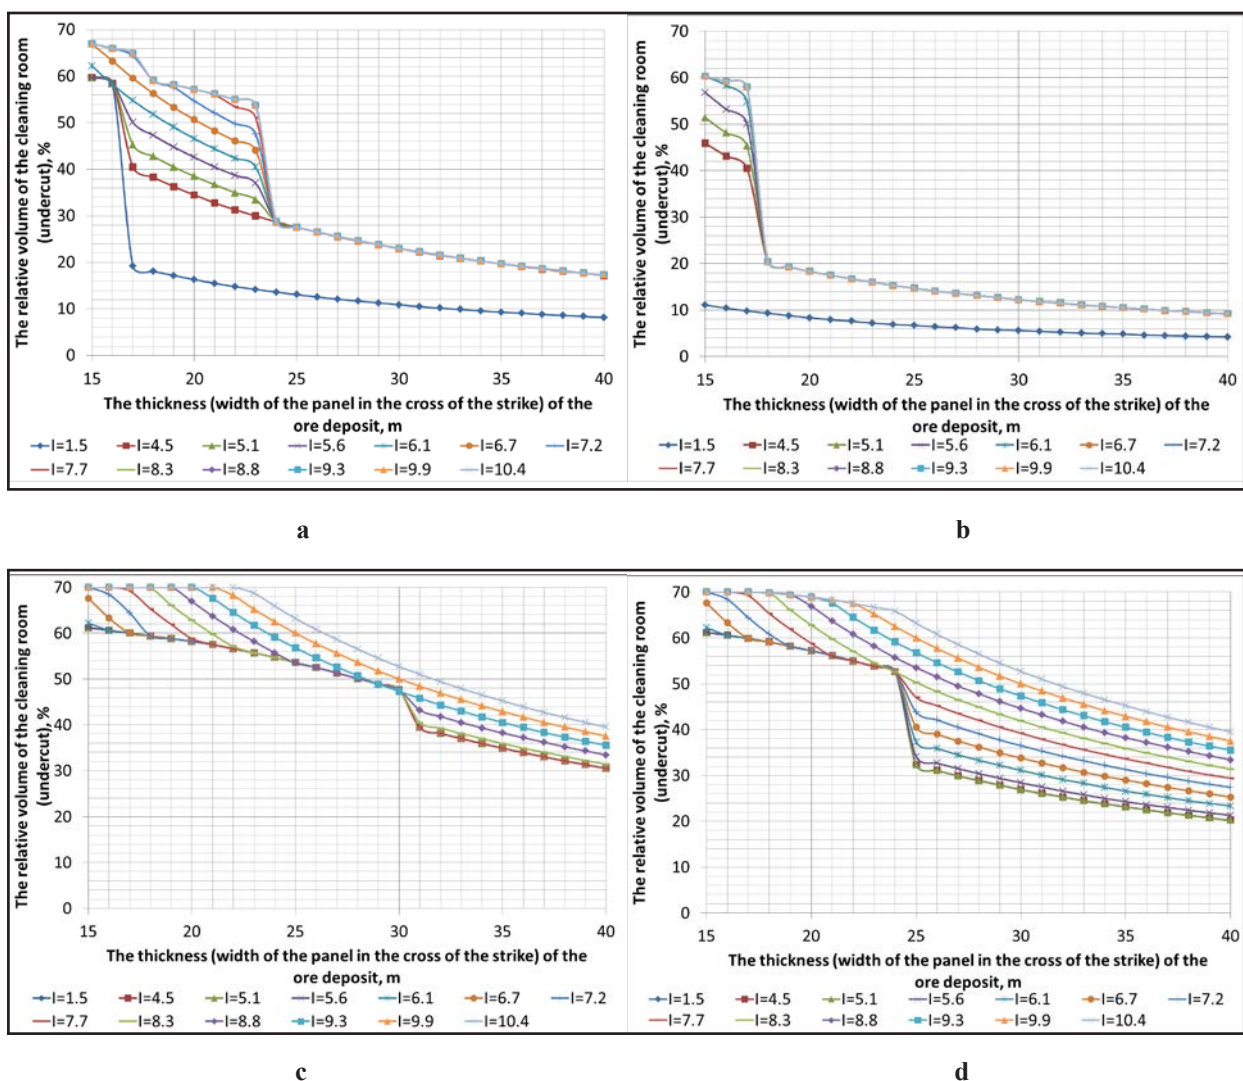 The relative volume of the cleaning room
(undercut), %
70
60
50
40
30
20
10
0
15 20 25 30 35 40
The thickness (width of the panel in the cross of the strike) of the
ore deposit, m
I=1.5 I=4.5 I=5.1 I=5.6 I=6.1 I=6.7 I=7.2
I=7.7 I=8.3 I=8.8 I=9.3 I=9.9 I=10.4
a
The relative volume of the cleaning room
(undercut), %
70
60
50
40
30
20
10
0
15 20 25 30 35 40
The thickness (width of the panel in the cross of the strike) of the
ore deposit, m
I=1.5 I=4.5 I=5.1 I=5.6 I=6.1 I=6.7 I=7.2
I=7.7 I=8.3 I=8.8 I=9.3 I=9.9 I=10.4
b
The relative volume of the cleaning room
(undercut), %
70
60
50
40
30
20
10
0
15 20 25 30 35 40
The thickness (width of the panel in the cross of the strike) of the
ore deposit, m
I=1.5 I=4.5 I=5.1 I=5.6 I=6.1 I=6.7 I=7.2
I=7.7 I=8.3 I=8.8 I=9.3 I=9.9 I=10.4
c
The relative volume of the cleaning room
(undercut), %
70
60
50
40
30
20
10
0
15 20 25 30 35 40
The thickness (width of the panel in the cross of the strike) of the
ore deposit, m
I=1.5 I=4.5 I=5.1 I=5.6 I=6.1 I=6.7 I=7.2
I=7.7 I=8.3 I=8.8 I=9.3 I=9.9 I=10.4
d